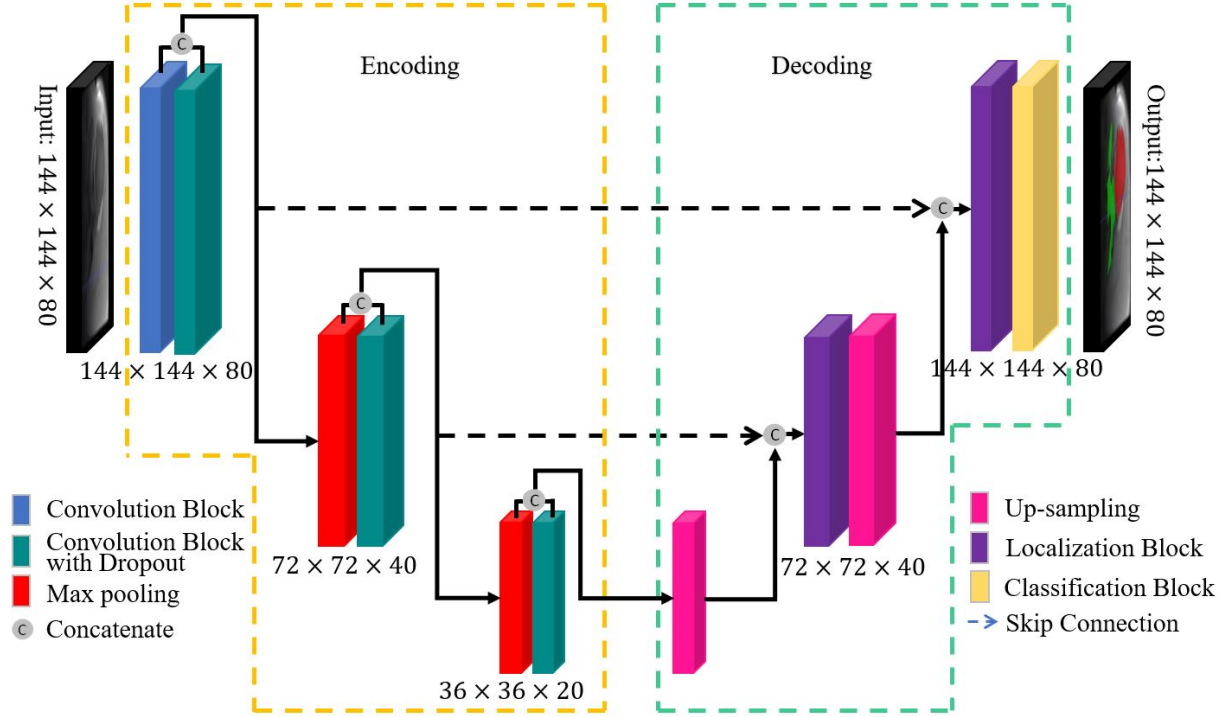 Encoding
Decoding
C
Input: 144 × 144 × 80
Output:144 × 144 × 80
C
C
144 × 144 × 80
144 × 144 × 80
C
C
C
72 × 72 × 40
72 × 72 × 40
36 × 36 × 20
Convolution Block
Convolution Block
with Dropout
Max pooling
C Concatenate
Up-sampling
Localization Block
Classification Block
Skip Connection